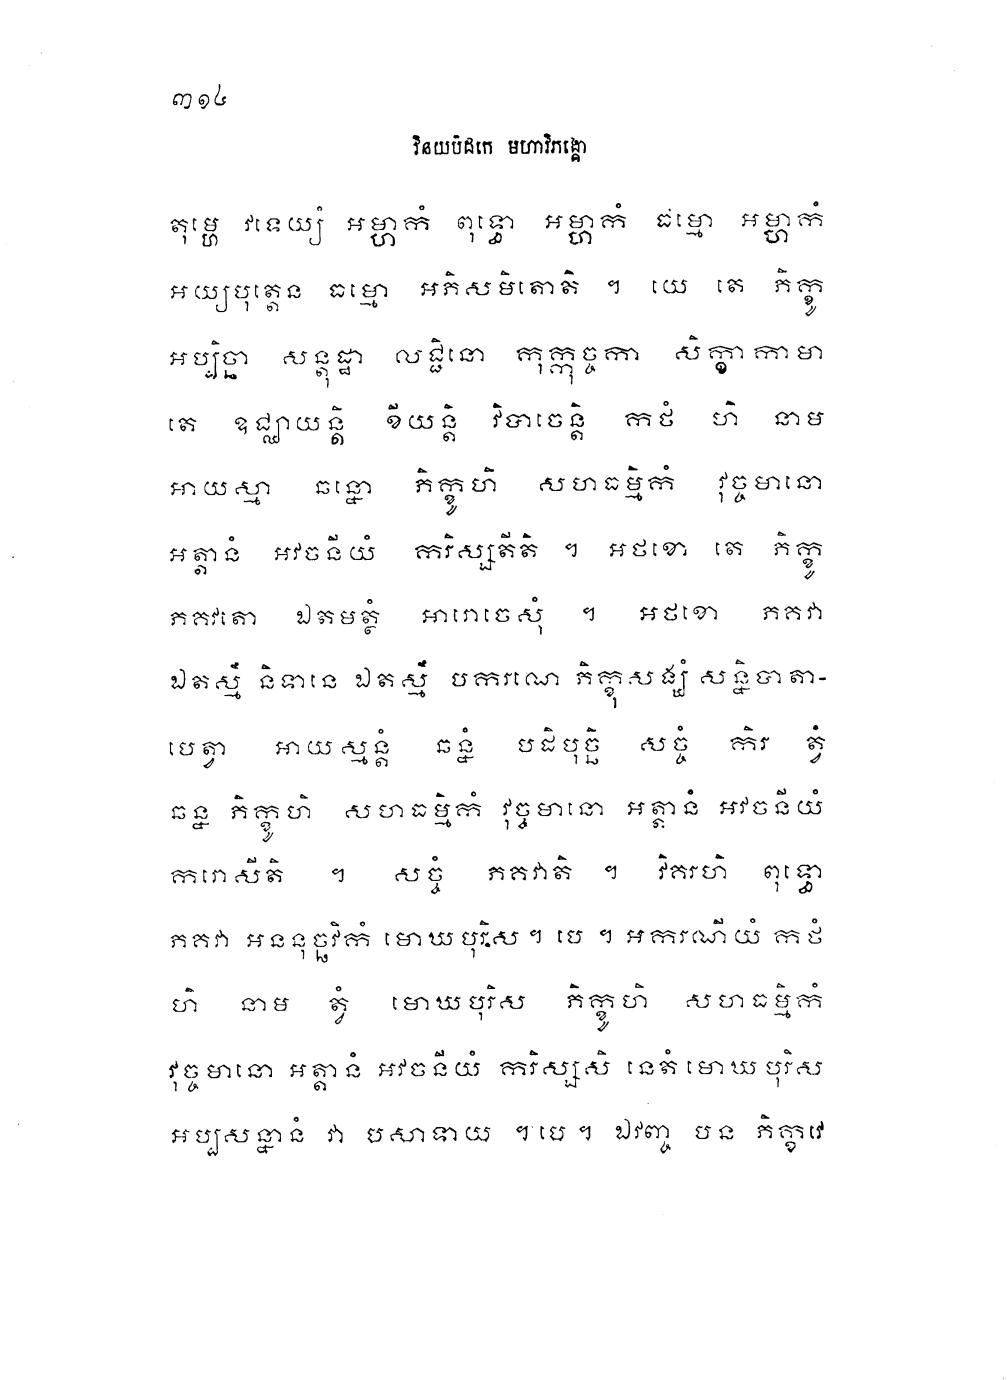 ៣១៤
វិនយបិដកេ មហាវិភង្គោ
តុម្ហេ វទេយ្យំ អម្ហាកំ ពុទ្ធោ អម្ហាកំ ធម្មោ អម្ហាកំ
អយ្យបុត្តេន ធម្មោ អភិសមិតោតិ ។ យេ តេ ភិក្ខូ
អប្បិច្ឆា សន្តុដ្ឋា លជ្ជិនោ កុក្កុច្ចកា សិក្ខាកាមា
តេ ឧជ្ឈាយន្តិ ខីយន្តិ វិបាចេន្តិ កថំ ហិ នាម
អាយស្មា ឆន្នោ ភិក្ខូហិ សហធម្មិកំ វុច្ចមានោ
អត្តានំ អវចនីយំ ករិស្សតីតិ ។ អថខោ តេ ភិក្ខូ
ភគវតោ ឯតមត្ថំ អារោចេសុំ ។ អថខោ ភគវា
ឯតស្មឹ និទានេ ឯតស្មឹ បករណេ ភិក្ខុសង្ឃំ សន្និបាតា-
បេត្វា អាយស្មន្តំ ឆន្នំ បដិបុច្ឆិ សច្ចំ កិរ ត្វំ
ឆន្ន ភិក្ខូហិ សហធម្មិកំ វុច្ចមានោ អត្តានំ អវចនីយំ
ករោសីតិ ។ សច្ចំ ភគវាតិ ។ វិគរហិ ពុទ្ធោ
ភគវា អននុច្ឆវិកំ មោឃបុរិស ។ បេ ។ អករណីយំ កថំ
ហិ នាម ត្វំ មោឃបុរិស ភិក្ខូហិ សហធម្មិកំ
វុច្ចមានោ អត្តានំ អវចនីយំ ករិស្សសិ នេតំ មោឃបុរិស
អប្បសន្នានំ វា បសាទាយ ។ បេ ។ ឯវញ្ច បន ភិក្ខវេ